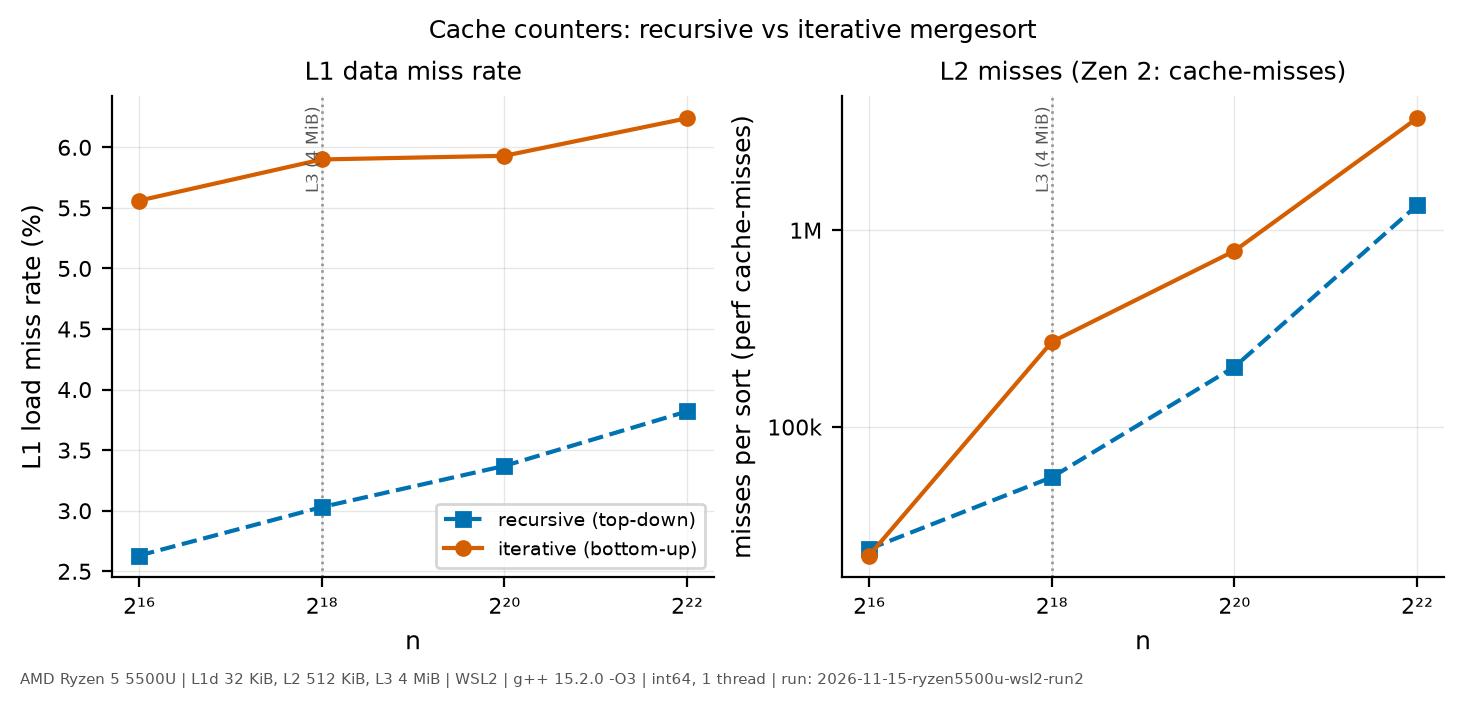 Cache counters: recursive vs iterative mergesort
L1 data miss rate
L1 load miss rate (%)
6.0
5.5
5.0
4.5
4.0
3.5
3.0
2.5
L3 (4 MiB)
recursive (top-down)
iterative (bottom-up)
2¹⁶
2¹⁸
2²⁰
2²²
n
L2 misses (Zen 2: cache-misses)
misses per sort (perf cache-misses)
1M
100k
L3 (4 MiB)
2¹⁶
2¹⁸
2²⁰
2²²
n
AMD Ryzen 5 5500U | L1d 32 KiB, L2 512 KiB, L3 4 MiB | WSL2 | g++ 15.2.0 -O3 | int64, 1 thread | run: 2026-11-15-ryzen5500u-wsl2-run2